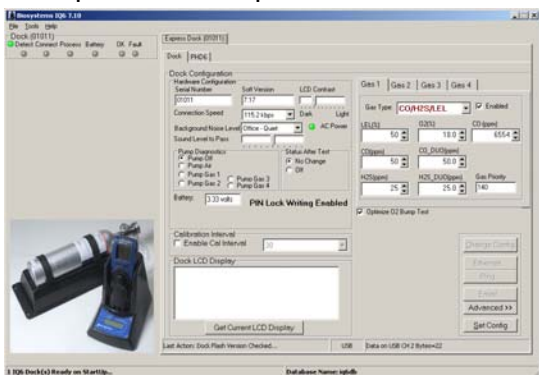 Biosystems IQ6 7.10
File Tools Help
Dock (01011)
Detect Connect Process Battery OK Fault
Express Dock (01011)
Dock PHD6
Dock Configuration
Hardware Configuration
Serial Number Soft Version LCD Contrast
01011 7.17
Connection Speed 115.2 kbps Dark Light
Background Noise Level Office - Quiet AC Power
Sound Level to Pass
Pump Diagnostics
Pump Off
Pump Air
Pump Gas 1
Pump Gas 2
Pump Gas 3
Pump Gas 4
Status After Test
No Change
Off
Battery: 3.33 volts
PIN Lock Writing Enabled
Calibration Interval
Enable Cal Interval 30
Dock LCD Display
Get Current LCD Display
Gas 1 Gas 2 Gas 3 Gas 4
Gas Type: CO/H2S/LEL Enabled
LEL(%) O2(%) CO (ppm)
50 18.0 6554
CO(ppm) CO_DUO(ppm)
50 50.0
H2S(ppm) H2S_DUO(ppm) Gas Priority
25 25.0 140
Optimize O2 Bump Test
Change Config
Ethernet
Ping
Email
Advanced >>
Set Config
Last Action: Dock Flash Version Checked... USB Data on USB CH 2 Bytes=22
1 IQ6 Dock(s) Ready on StartUp... Database Name: iq6db